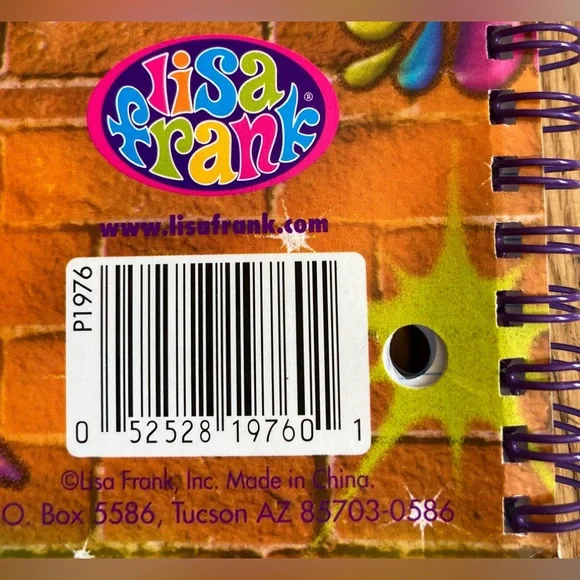 lisa
frank®
www.lisafrank.com
P1976
0 52528 19760 1
©Lisa Frank, Inc. Made in China.
O. Box 5586, Tucson AZ 85703-0586